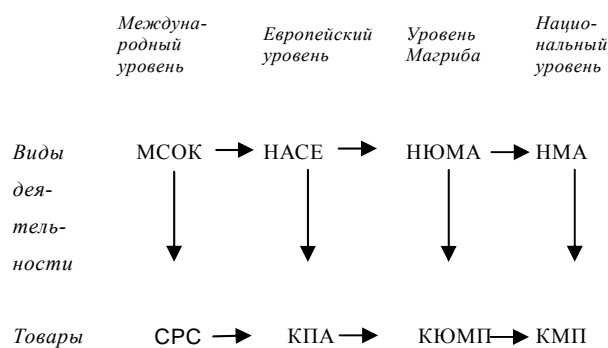 Междуна-
родный
уровень
Европейский
уровень
Уровень
Магриба
Нацио-
нальный
уровень
Виды
дея-
тель-
ности
МСОК НАСЕ НЮМА НМА
Товары СРС КПА КЮМП КМП